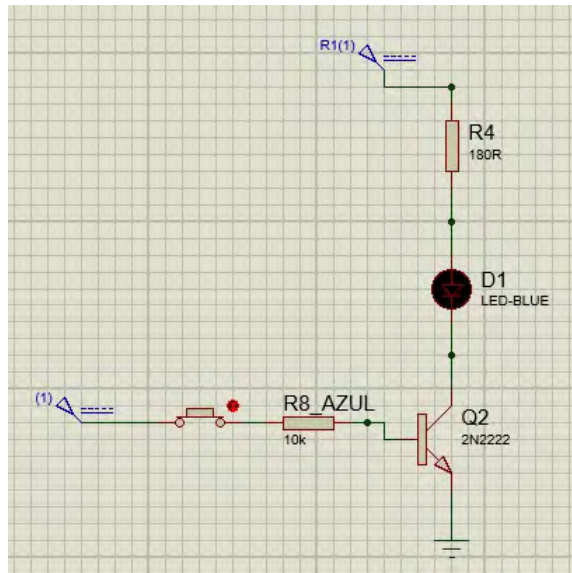 R1(1)
R4
180R
D1
LED-BLUE
(1)
R8_AZUL
10k
Q2
2N2222